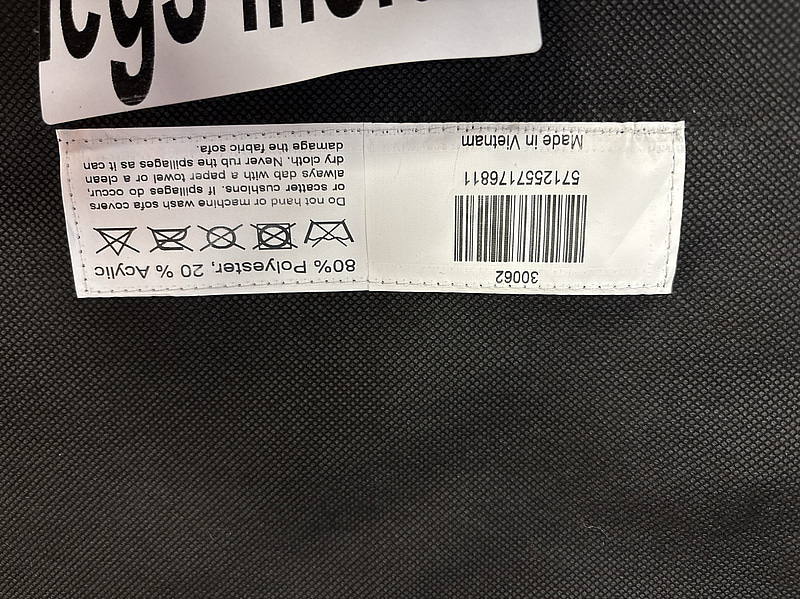 80% Polyester, 20 % Acylic
Do not hand or machine wash sofa covers
or scatter cushions. If spillages do occur,
always dab with a paper towel or a clean
dry cloth. Never rub the spillages as it can
damage the fabric sofa.
30062
5712557176811
Made in Vietnam